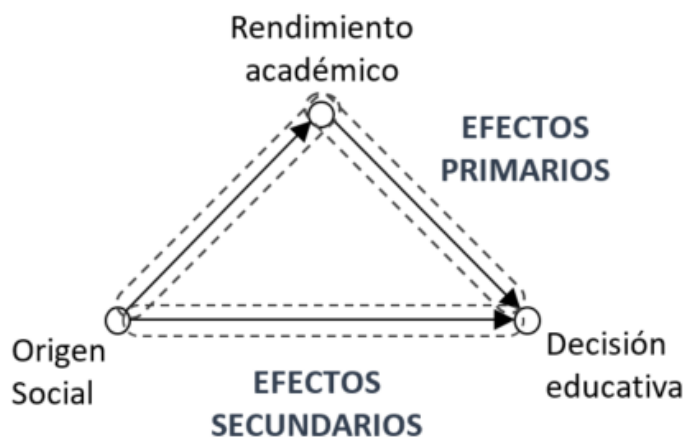 Rendimiento
académico
EFECTOS
PRIMARIOS
Origen
Social
Decisión
educativa
EFECTOS
SECUNDARIOS